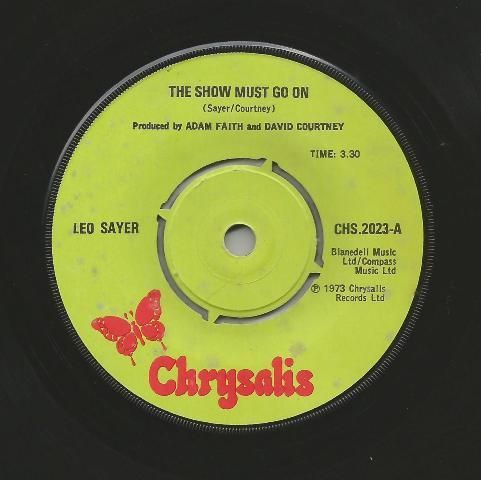 THE SHOW MUST GO ON
(Sayer/Courtney)
Produced by ADAM FAITH and DAVID COURTNEY
TIME: 3.30
LEO SAYER
CHS.2023-A
Blanedell Music
Ltd/Compass
Music Ltd
℗ 1973 Chrysalis
Records Ltd
Chrysalis